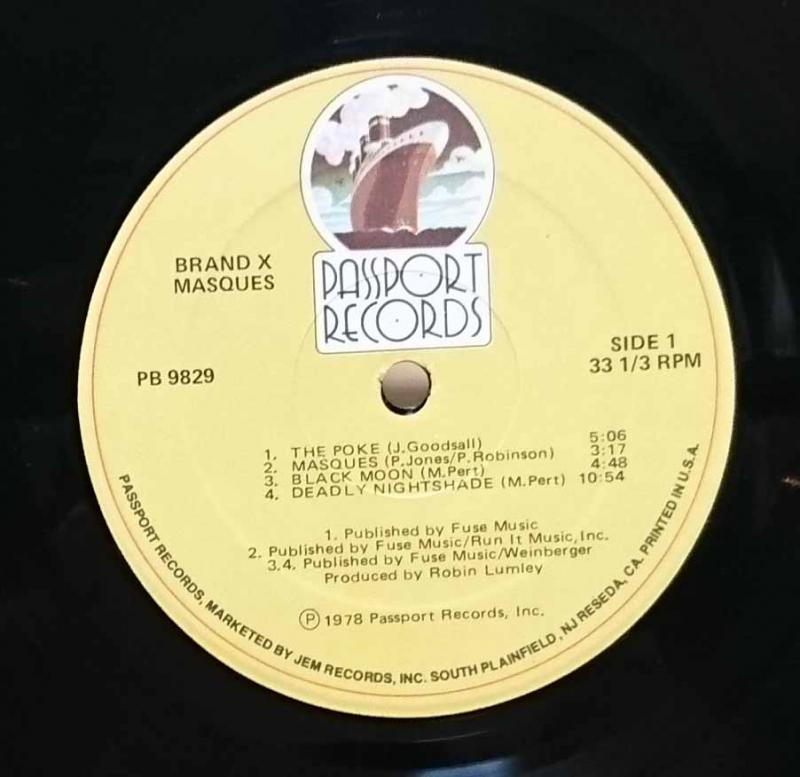 PASSPORT
RECORDS
BRAND X
MASQUES
PB 9829
SIDE 1
33 1/3 RPM
1. THE POKE (J.Goodsall) 5:06
2. MASQUES (P.Jones/P.Robinson) 3:17
3. BLACK MOON (M.Pert) 4:48
4. DEADLY NIGHTSHADE (M.Pert) 10:54
1. Published by Fuse Music
2. Published by Fuse Music/Run It Music, Inc.
3.4. Published by Fuse Music/Weinberger
Produced by Robin Lumley
Ⓟ 1978 Passport Records, Inc.
PASSPORT RECORDS, MARKETED BY JEM RECORDS, INC. SOUTH PLAINFIELD, NJ RESEDA, CA. PRINTED IN U.S.A.